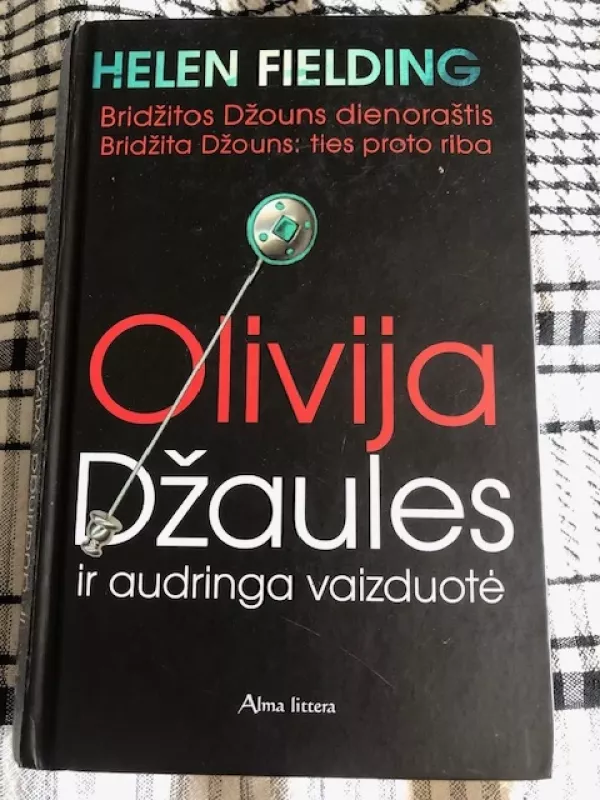 HELEN FIELDING
Bridžitos Džouns dienoraštis
Bridžita Džouns: ties proto riba
Olivija
Džaules
ir audringa vaizduotė
Alma littera